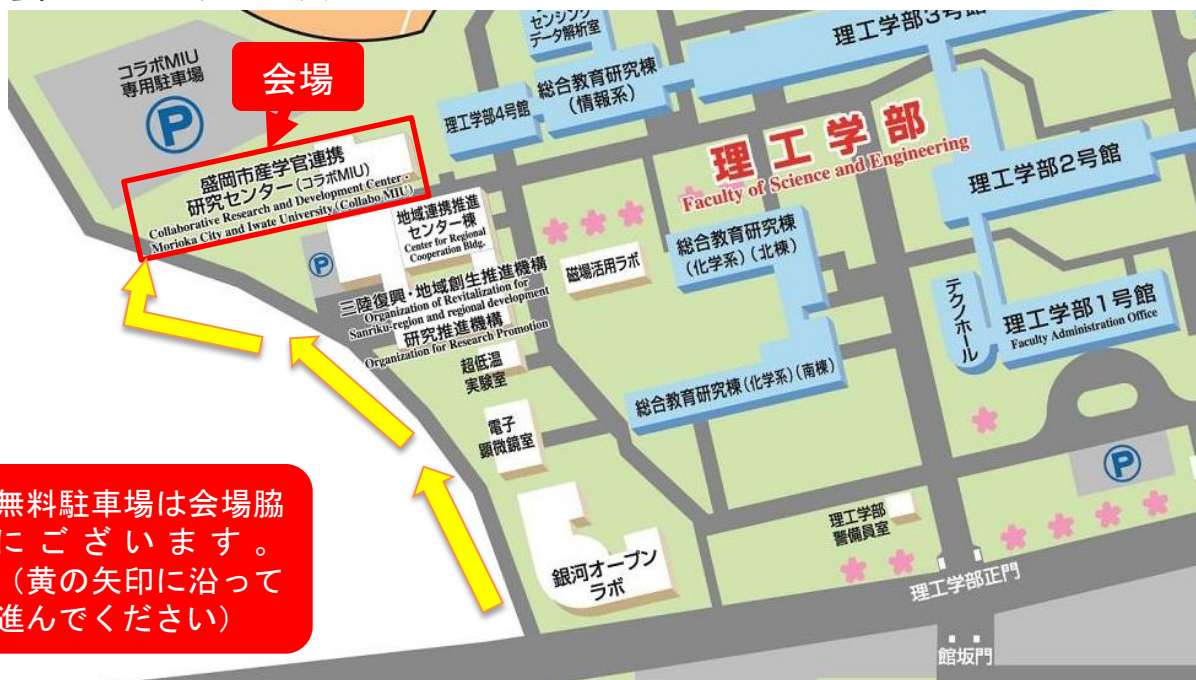 センシング
データ解析室
理工学部3号館
コラボMIU
専用駐車場
P
会場
総合教育研究棟
(情報系)
理工学部4号館
理工学部
Faculty of Science and Engineering
理工学部2号館
盛岡市産学官連携
研究センター(コラボMIU)
Collaborative Research and Development Center -
Morioka City and Iwate University (Collabo MIU)
地域連携推進
センター棟
Center for Regional
Cooperation Bldg.
P
総合教育研究棟
(化学系)(北棟)
磁場活用ラボ
三陸復興・地域創生推進機構
Organization of Revitalization for
Sanriku-region and regional development
研究推進機構
Organization for Research Promotion
テクノホール
理工学部1号館
Faculty Administration Office
超低温
実験室
総合教育研究棟(化学系)(南棟)
電子
顕微鏡室
P
無料駐車場は会場脇
にございます。
(黄の矢印に沿って
進んでください)
理工学部
警備員室
銀河オープン
ラボ
理工学部正門
館坂門